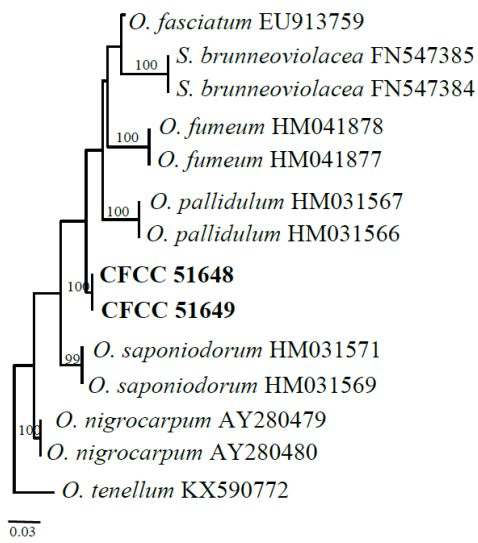 O. fasciatum EU913759
S. brunneoviolacea FN547385
100
S. brunneoviolacea FN547384
O. fumeum HM041878
100
O. fumeum HM041877
O. pallidulum HM031567
100
O. pallidulum HM031566
CFCC 51648
100
CFCC 51649
O. saponiodorum HM031571
99
O. saponiodorum HM031569
O. nigrocarpum AY280479
100
O. nigrocarpum AY280480
O. tenellum KX590772
0.03